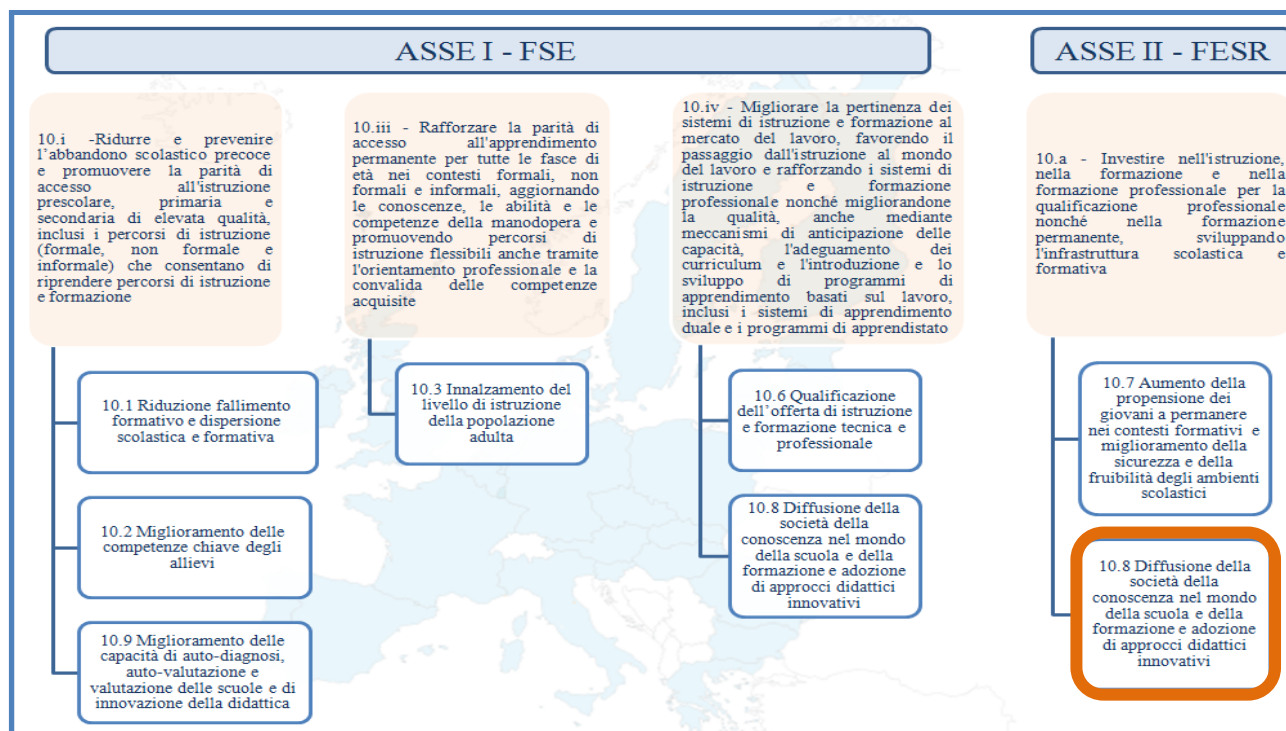 ASSE I - FSE
10.i -Ridurre e prevenire
l’abbandono scolastico precoce
e promuovere la parità di
accesso all'istruzione
prescolare, primaria e
secondaria di elevata qualità,
inclusi i percorsi di istruzione
(formale, non formale e
informale) che consentano di
riprendere percorsi di istruzione
e formazione
10.1 Riduzione fallimento
formativo e dispersione
scolastica e formativa
10.2 Miglioramento delle
competenze chiave degli
allievi
10.9 Miglioramento delle
capacità di auto-diagnosi,
auto-valutazione e
valutazione delle scuole e di
innovazione della didattica
10.iii - Rafforzare la parità di
accesso all'apprendimento
permanente per tutte le fasce di
età nei contesti formali, non
formali e informali, aggiornando
le conoscenze, le abilità e le
competenze della manodopera e
promuovendo percorsi di
istruzione flessibili anche tramite
l'orientamento professionale e la
convalida delle competenze
acquisite
10.3 Innalzamento del
livello di istruzione
della popolazione
adulta
10.iv - Migliorare la pertinenza dei
sistemi di istruzione e formazione al
mercato del lavoro, favorendo il
passaggio dall'istruzione al mondo
del lavoro e rafforzando i sistemi di
istruzione e formazione
professionale nonché migliorandone
la qualità, anche mediante
meccanismi di anticipazione delle
capacità, l'adeguamento dei
curriculum e l'introduzione e lo
sviluppo di programmi di
apprendimento basati sul lavoro,
inclusi i sistemi di apprendimento
duale e i programmi di apprendistato
10.6 Qualificazione
dell’offerta di istruzione
e formazione tecnica e
professionale
10.8 Diffusione della
società della
conoscenza nel mondo
della scuola e della
formazione e adozione
di approcci didattici
innovativi
ASSE II - FESR
10.a - Investire nell'istruzione,
nella formazione e nella
formazione professionale per la
qualificazione professionale
nonché nella formazione
permanente, sviluppando
l'infrastruttura scolastica e
formativa
10.7 Aumento della
propensione dei
giovani a permanere
nei contesti formativi e
miglioramento della
sicurezza e della
fruibilità degli ambienti
scolastici
10.8 Diffusione della
società della
conoscenza nel mondo
della scuola e della
formazione e adozione
di approcci didattici
innovativi